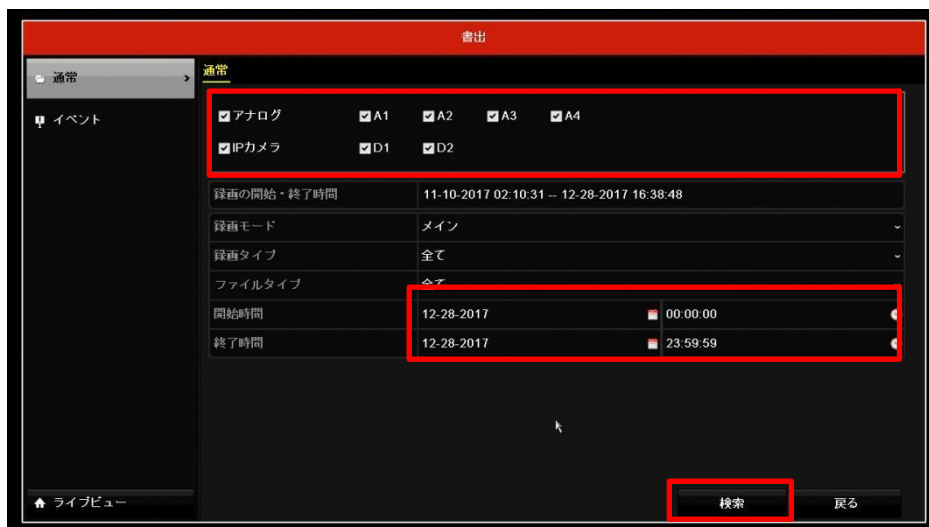 書出
通常
通常
イベント
アナログ A1 A2 A3 A4
IPカメラ D1 D2
録画の開始・終了時間 11-10-2017 02:10:31 -- 12-28-2017 16:38:48
録画モード メイン
録画タイプ 全て
ファイルタイプ 全て
開始時間 12-28-2017 00:00:00
終了時間 12-28-2017 23:59:59
ライブビュー
検索 戻る